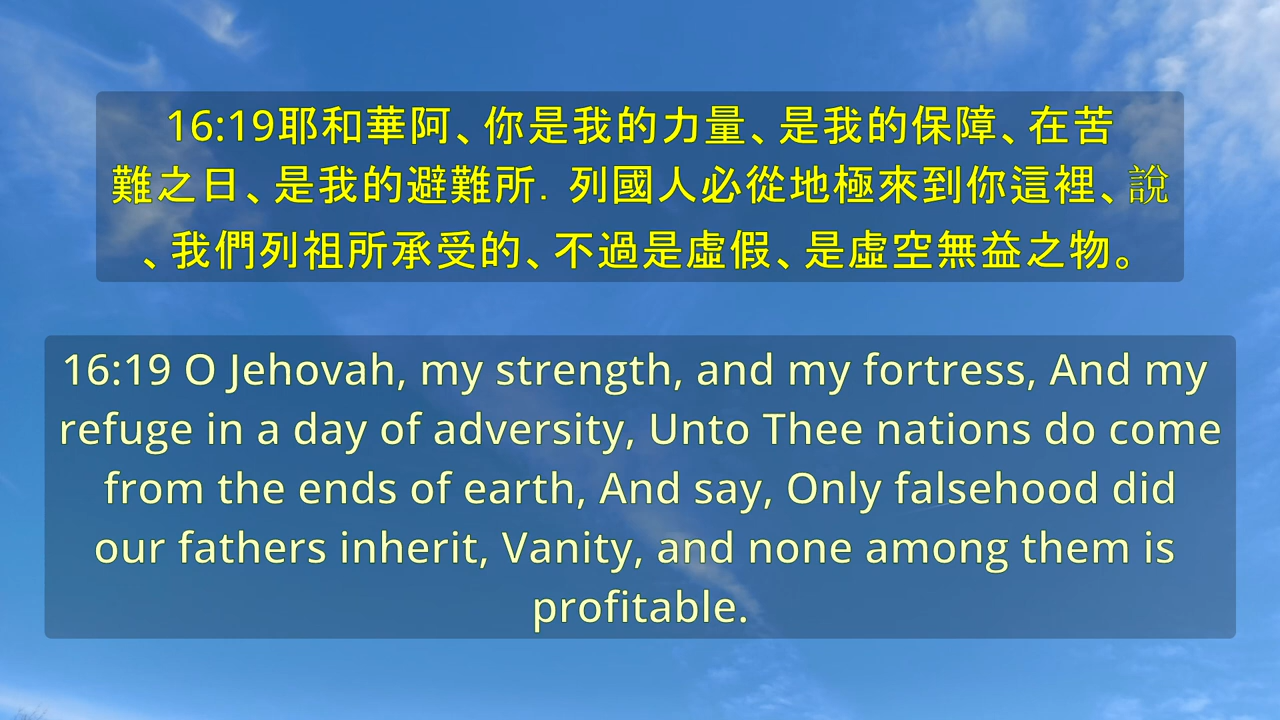 16:19耶和華阿、你是我的力量、是我的保障、在苦
難之日、是我的避難所．列國人必從地極來到你這裡、說
、我們列祖所承受的、不過是虛假、是虛空無益之物。
16:19 O Jehovah, my strength, and my fortress, And my
refuge in a day of adversity, Unto Thee nations do come
from the ends of earth, And say, Only falsehood did
our fathers inherit, Vanity, and none among them is
profitable.